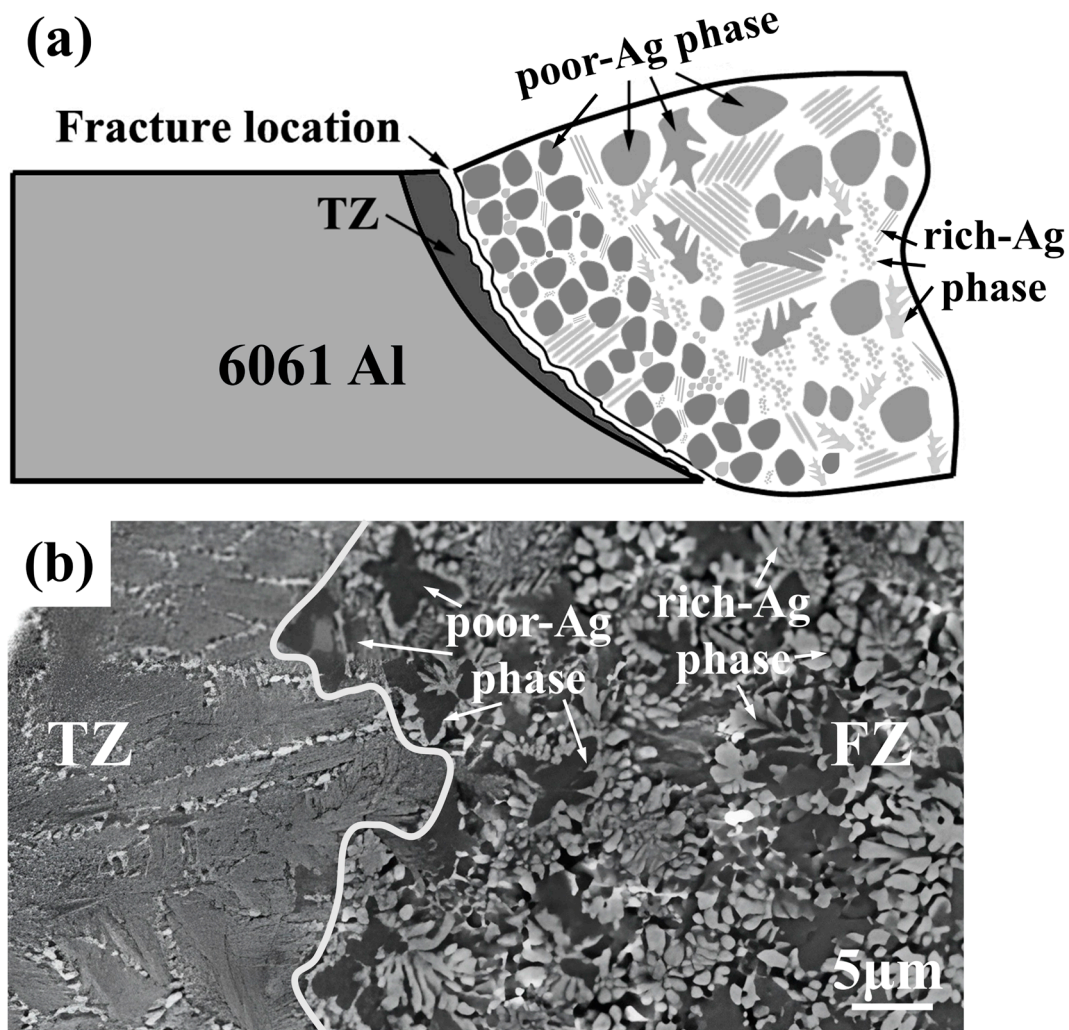 (a)
poor-Ag phase
Fracture location
TZ
rich-Ag
phase
6061 Al
(b)
poor-Ag
phase
rich-Ag
phase
TZ
FZ
5μm